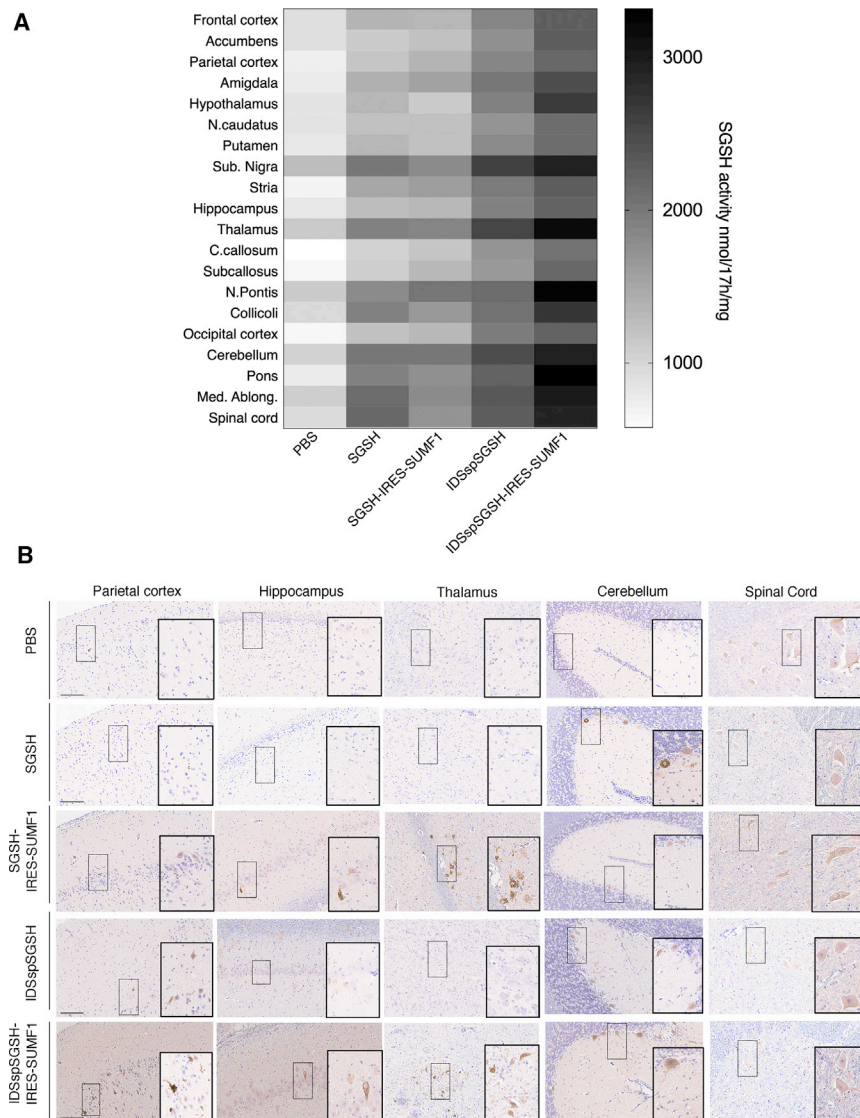 A
Frontal cortex
Accumbens
Parietal cortex
Amigdala
Hypothalamus
N.caudatus
Putamen
Sub. Nigra
Stria
Hippocampus
Thalamus
C.callosum
Subcallosus
N.Pontis
Collicoli
Occipital cortex
Cerebellum
Pons
Med. Ablong.
Spinal cord
PBS
SGSH
SGSH-IRES-SUMF1
IDSspSGSH
IDSspSGSH-IRES-SUMF1
3000
2000
1000
SGSH activity nmol/17h/mg
B
Parietal cortex Hippocampus Thalamus Cerebellum Spinal Cord
PBS
SGSH
SGSH-
IRES-SUMF1
IDSspSGSH
IDSspSGSH-
IRES-SUMF1